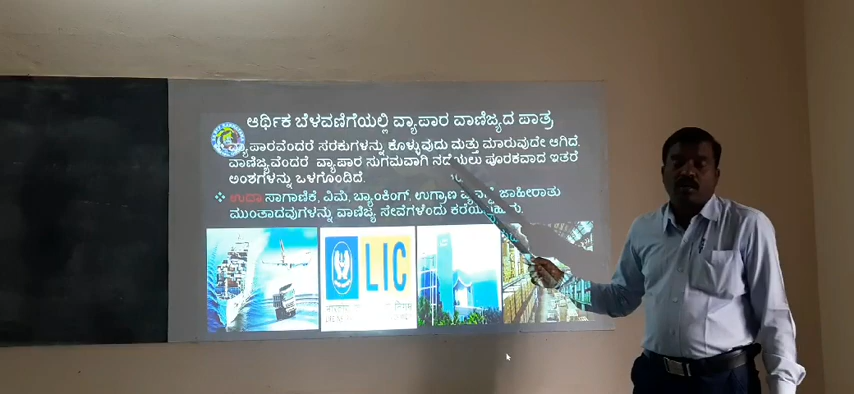 ಆರ್ಥಿಕ ಬೆಳವಣಿಗೆಯಲ್ಲಿ ವ್ಯಾಪಾರ ವಾಣಿಜ್ಯದ ಪಾತ್ರ
ವ್ಯಾಪಾರವೆಂದರೆ ಸರಕುಗಳನ್ನು ಕೊಳ್ಳುವುದು ಮತ್ತು ಮಾರುವುದೇ ಆಗಿದೆ.
ವಾಣಿಜ್ಯವೆಂದರೆ ವ್ಯಾಪಾರ ಸುಗಮವಾಗಿ ನಡೆಯಲು ಪೂರಕವಾದ ಇತರೆ
ಅಂಶಗಳನ್ನು ಒಳಗೊಂಡಿದೆ.
❖ ಉದಾ ಸಾಗಾಣಿಕೆ, ವಿಮೆ, ಬ್ಯಾಂಕಿಂಗ್, ಉಗ್ರಾಣ ಜಾಹೀರಾತು
ಮುಂತಾದವುಗಳನ್ನು ವಾಣಿಜ್ಯ ಸೇವೆಗಳೆಂದು
LIC